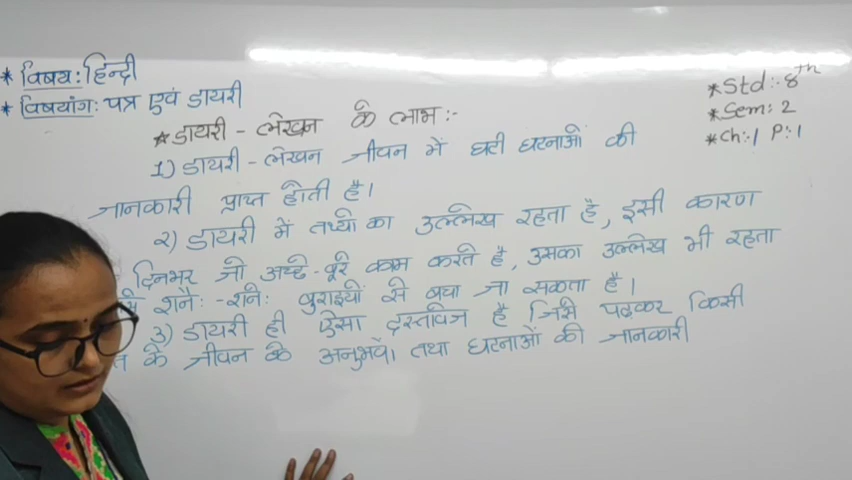 * विषय: हिन्दी
* विषयांग: पत्र एवं डायरी
* Std:- 8th
* Sem: 2
* Ch:-1 P:-1
* डायरी - लेखन के लाभ:-
1) डायरी - लेखन जीवन में घटी घटनाओं की
जानकारी प्राप्त होती है।
२) डायरी में तथ्यो का उल्लेख रहता है, इसी कारण
दिनभर जो अच्छे-बूरे काम करते है, उसका उल्लेख भी रहता
शनैः-शनैः बुराइयों से बचा जा सकता है।
3) डायरी ही ऐसा दस्तावेज है जिसे पढ़कर किसी
के जीवन के अनुभवों तथा घटनाओं की जानकारी